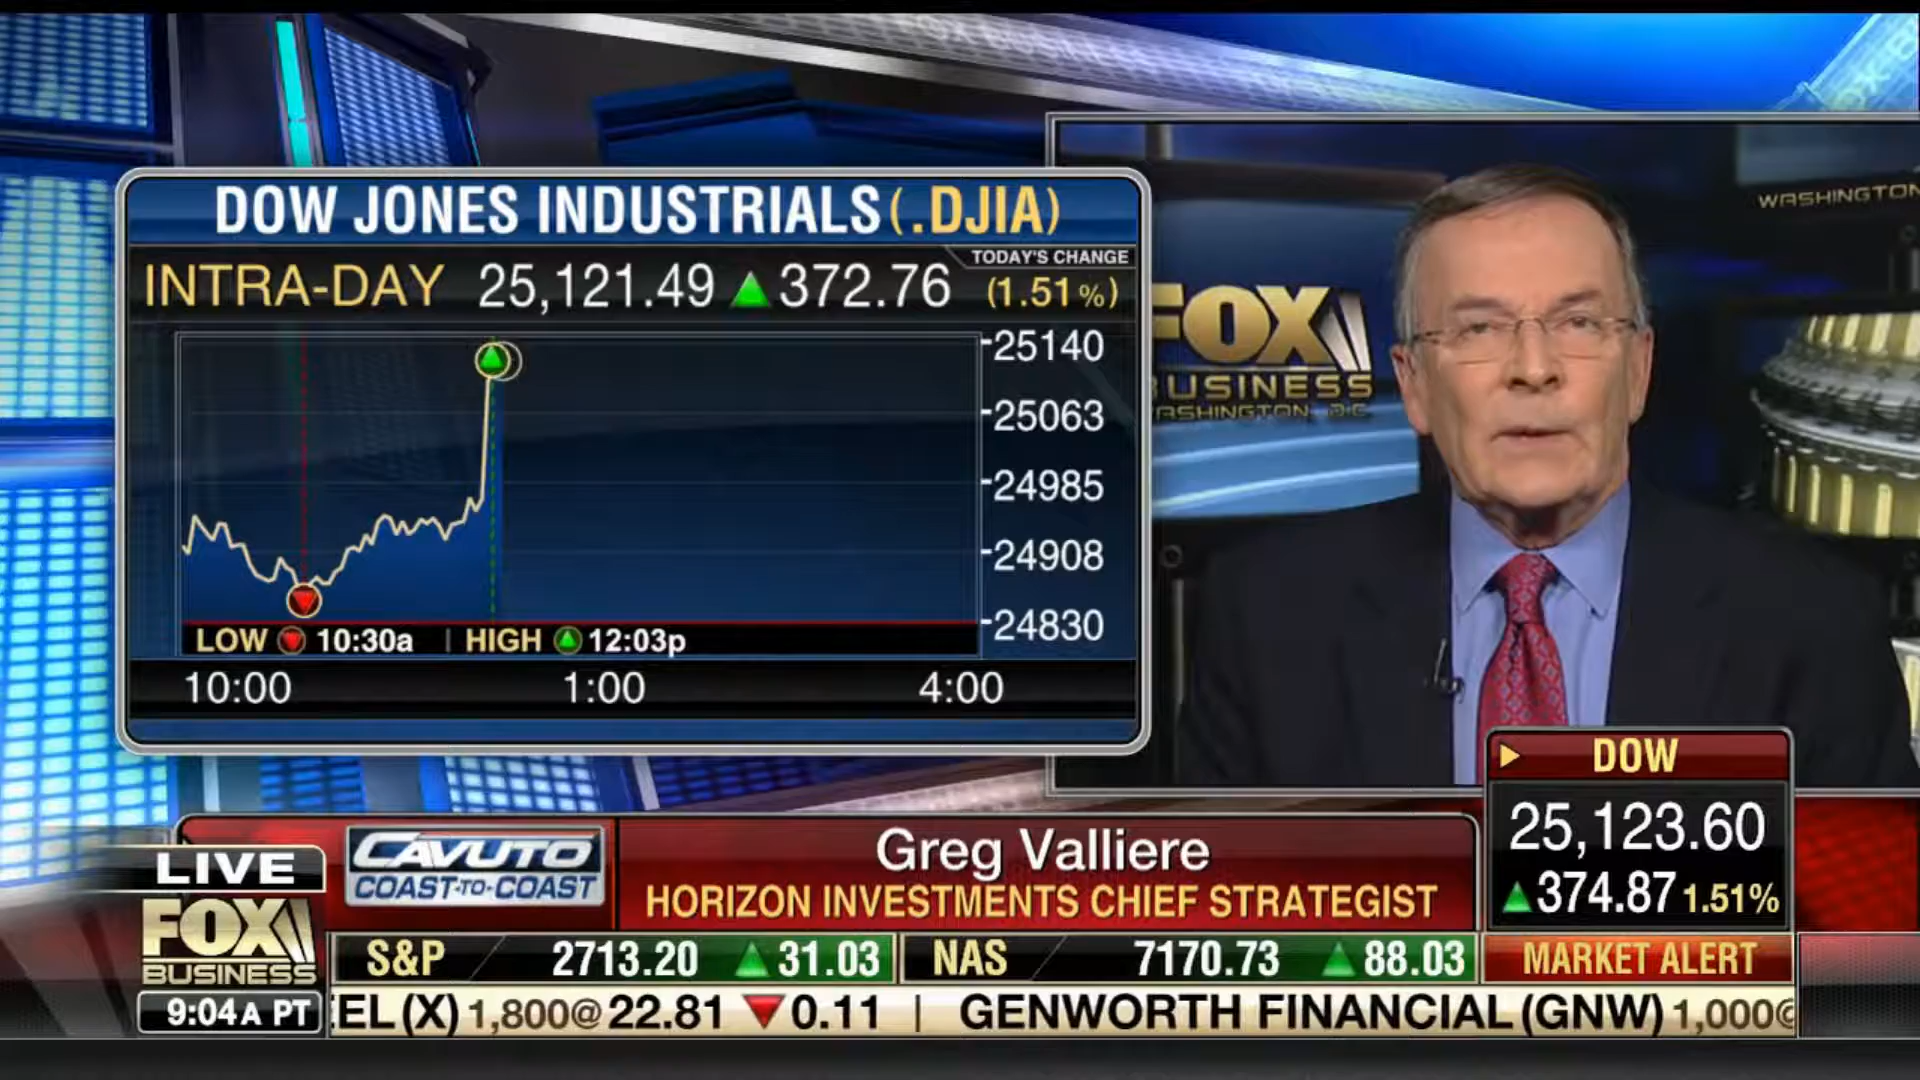 FOX BUSINESS
WASHINGTON
DOW JONES INDUSTRIALS (.DJIA)
TODAY'S CHANGE
INTRA-DAY 25,121.49 ▲ 372.76 (1.51%)
25140
25063
24985
24908
24830
LOW ▼ 10:30a | HIGH ▲ 12:03p
10:00 1:00 4:00
FOX
BUSINESS
WASHINGTON, D.C.
DOW
25,123.60
▲ 374.87 1.51%
MARKET ALERT
LIVE
FOX
BUSINESS
9:04A PT
CAVUTO
COAST-TO-COAST
Greg Valliere
HORIZON INVESTMENTS CHIEF STRATEGIST
S&P 2713.20 ▲ 31.03 NAS 7170.73 ▲ 88.03
EEL (X) 1,800@ 22.81 ▼ 0.11 | GENWORTH FINANCIAL (GNW) 1,000@